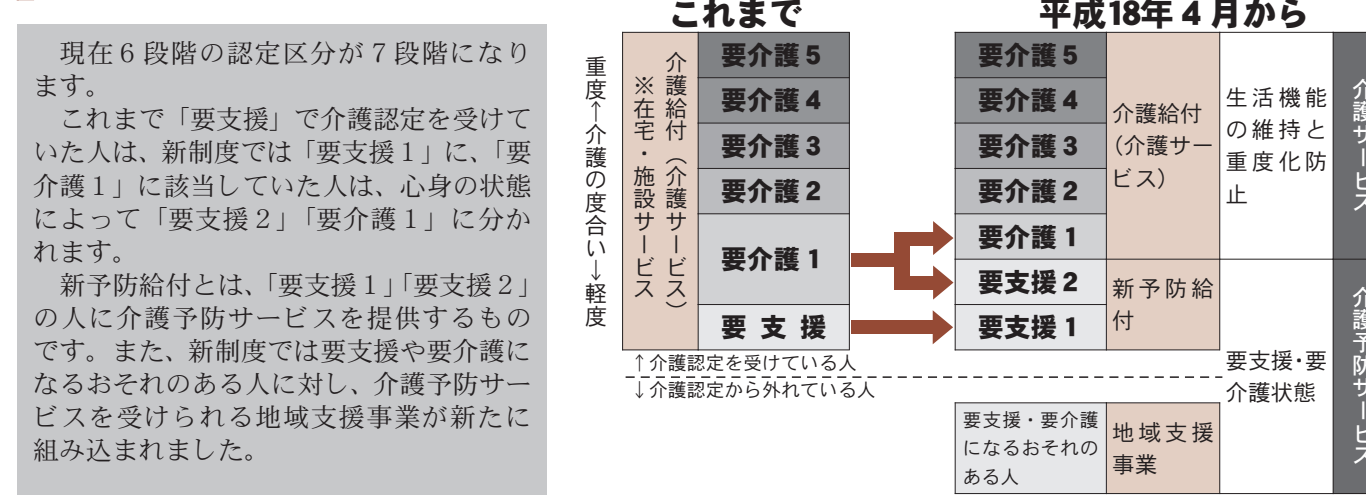 現在６段階の認定区分が７段階になり
ます。
これまで「要支援」で介護認定を受けて
いた人は、新制度では「要支援１」に、「要
介護１」に該当していた人は、心身の状態
によって「要支援２」「要介護１」に分か
れます。
新予防給付とは、「要支援１」「要支援２」
の人に介護予防サービスを提供するもの
です。また、新制度では要支援や要介護に
なるおそれのある人に対し、介護予防サー
ビスを受けられる地域支援事業が新たに
組み込まれました。
これまで
重度↑介護の度合い↓軽度
介護給付（介護サービス）
※在宅・施設サービス
要介護５
要介護４
要介護３
要介護２
要介護１
要支援
↑介護認定を受けている人
↓介護認定から外れている人
平成18年４月から
要介護５
要介護４
要介護３
要介護２
要介護１
要支援２
要支援１
要支援・要介護
になるおそれの
ある人
介護給付
（介護サー
ビス）
新予防給
付
地域支援
事業
生活機能
の維持と
重度化防
止
要支援・要
介護状態
介護サービス
介護予防サービス